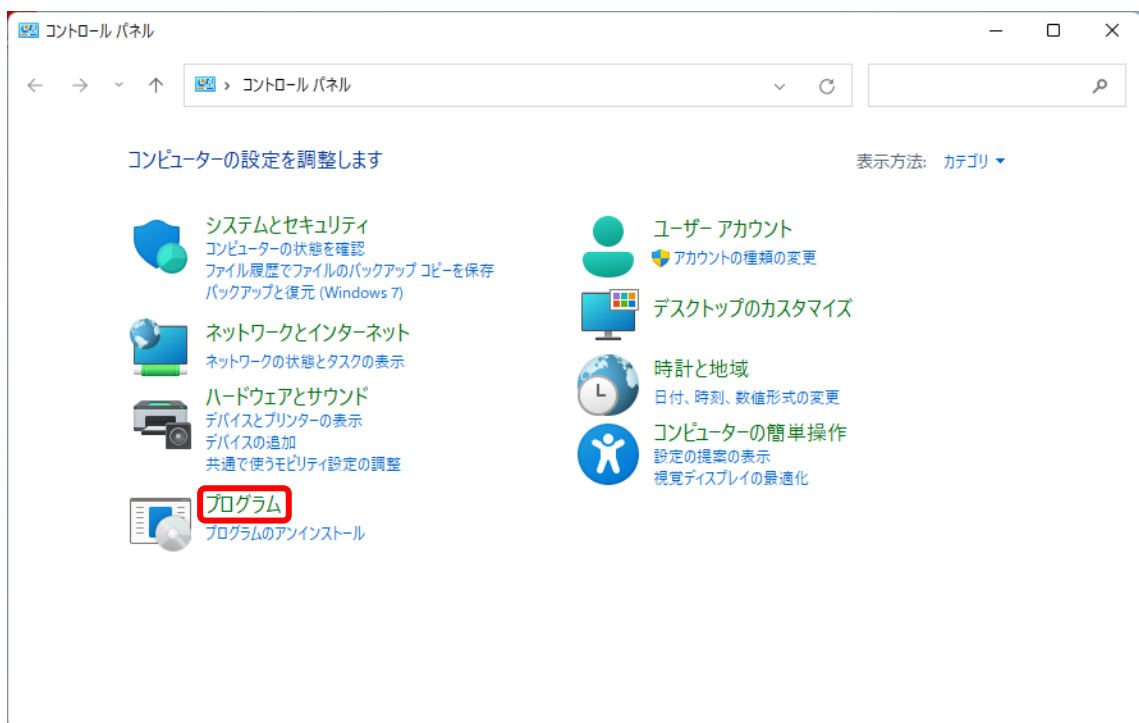 コントロール パネル
コントロール パネル
コンピューターの設定を調整します
表示方法: カテゴリ
システムとセキュリティ
コンピューターの状態を確認
ファイル履歴でファイルのバックアップ コピーを保存
バックアップと復元 (Windows 7)
ネットワークとインターネット
ネットワークの状態とタスクの表示
ハードウェアとサウンド
デバイスとプリンターの表示
デバイスの追加
共通で使うモビリティ設定の調整
プログラム
プログラムのアンインストール
ユーザー アカウント
アカウントの種類の変更
デスクトップのカスタマイズ
時計と地域
日付、時刻、数値形式の変更
コンピューターの簡単操作
設定の提案の表示
視覚ディスプレイの最適化